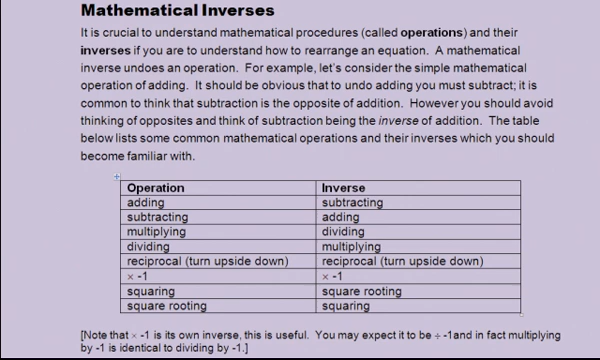 Mathematical Inverses
It is crucial to understand mathematical procedures (called operations) and their
inverses if you are to understand how to rearrange an equation. A mathematical
inverse undoes an operation. For example, let's consider the simple mathematical
operation of adding. It should be obvious that to undo adding you must subtract; it is
common to think that subtraction is the opposite of addition. However you should avoid
thinking of opposites and think of subtraction being the inverse of addition. The table
below lists some common mathematical operations and their inverses which you should
become familiar with.
Operation Inverse
adding subtracting
subtracting adding
multiplying dividing
dividing multiplying
reciprocal (turn upside down) reciprocal (turn upside down)
× -1 × -1
squaring square rooting
square rooting squaring
[Note that × -1 is its own inverse, this is useful. You may expect it to be ÷ -1and in fact multiplying
by -1 is identical to dividing by -1.]